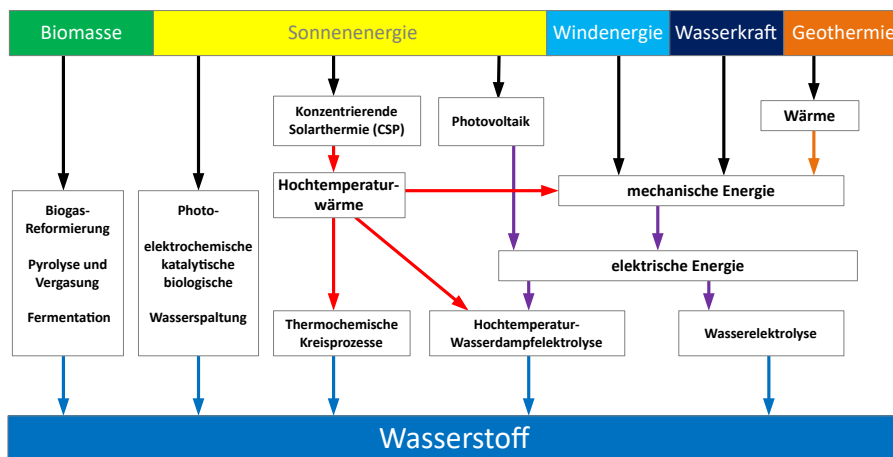 Biomasse
Sonnenenergie
Windenergie
Wasserkraft
Geothermie
Konzentrierende
Solarthermie (CSP)
Photovoltaik
Wärme
Hochtemperatur-
wärme
mechanische Energie
Biogas-
Reformierung
Pyrolyse und
Vergasung
Fermentation
Photo-
elektrochemische
katalytische
biologische
Wasserspaltung
elektrische Energie
Thermochemische
Kreisprozesse
Hochtemperatur-
Wasserdampfelektrolyse
Wasserelektrolyse
Wasserstoff